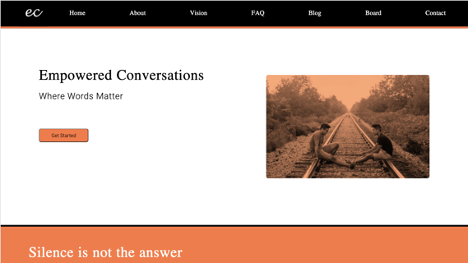 ec
Home About Vision FAQ Blog Board Contact
Empowered Conversations
Where Words Matter
Get Started
Silence is not the answer